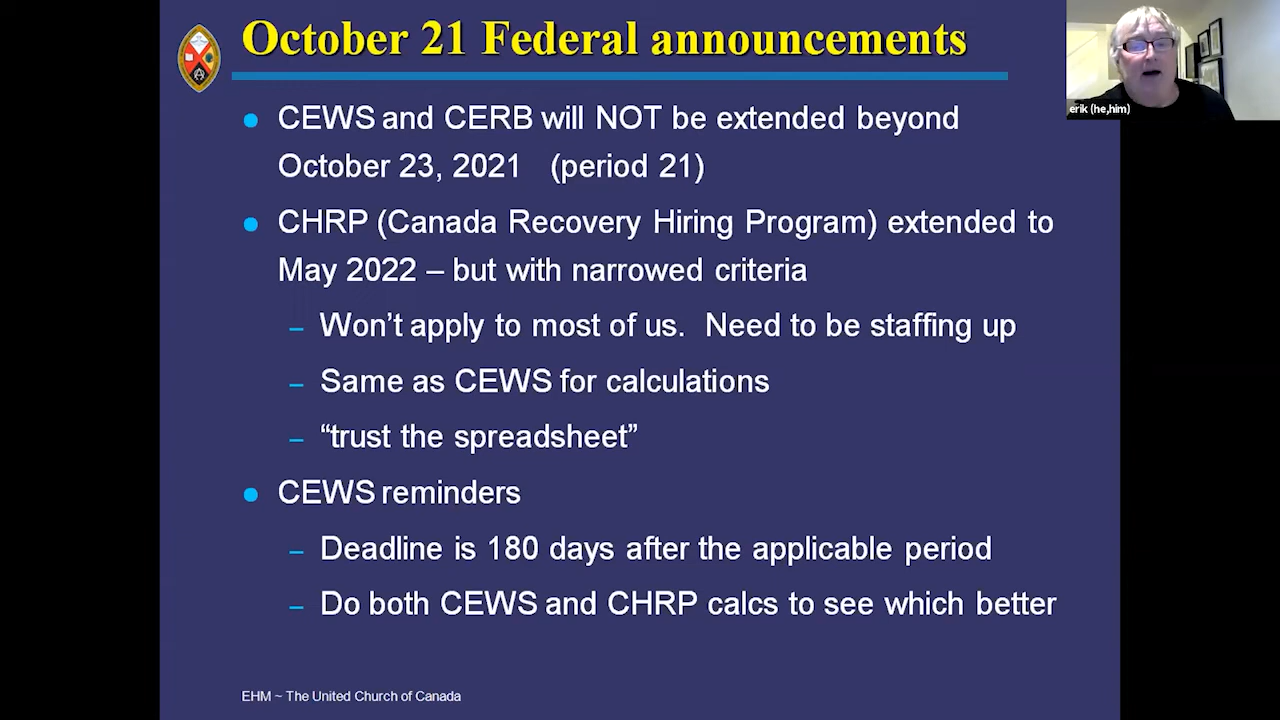 October 21 Federal announcements
erik (he,him)
CEWS and CERB will NOT be extended beyond
October 23, 2021 (period 21)
CHRP (Canada Recovery Hiring Program) extended to
May 2022 – but with narrowed criteria
– Won't apply to most of us. Need to be staffing up
– Same as CEWS for calculations
– “trust the spreadsheet”
CEWS reminders
– Deadline is 180 days after the applicable period
– Do both CEWS and CHRP calcs to see which better
EHM ~ The United Church of Canada